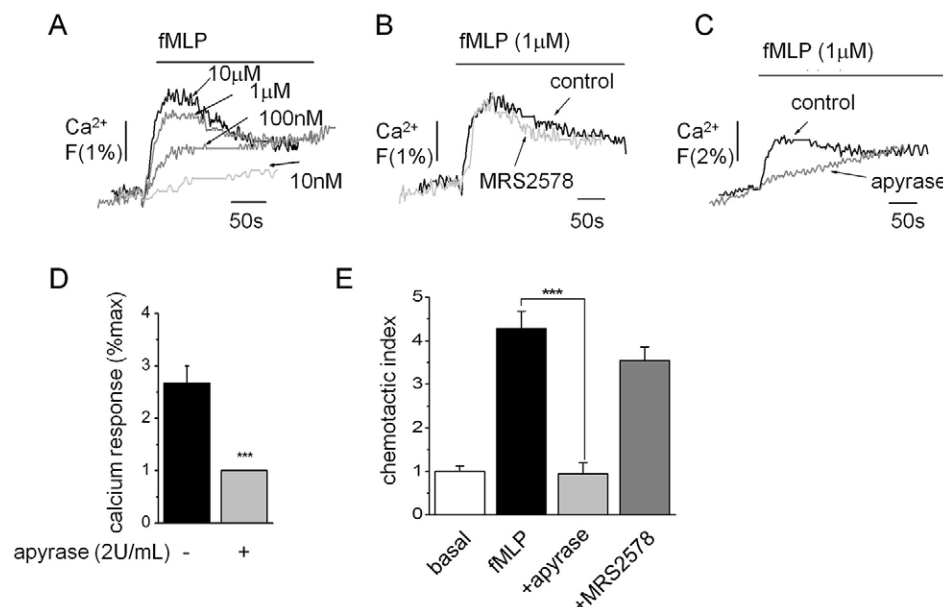 A
fMLP
10μM
1μM
100nM
10nM
Ca2+
F(1%)
50s
B
fMLP (1μM)
control
Ca2+
F(1%)
MRS2578
50s
C
fMLP (1μM)
control
Ca2+
F(2%)
apyrase
50s
D
calcium response (%max)
4
3
2
1
0
***
apyrase (2U/mL) - +
E
chemotactic index
5
4
3
2
1
0
***
basal
fMLP
+apyrase
+MRS2578